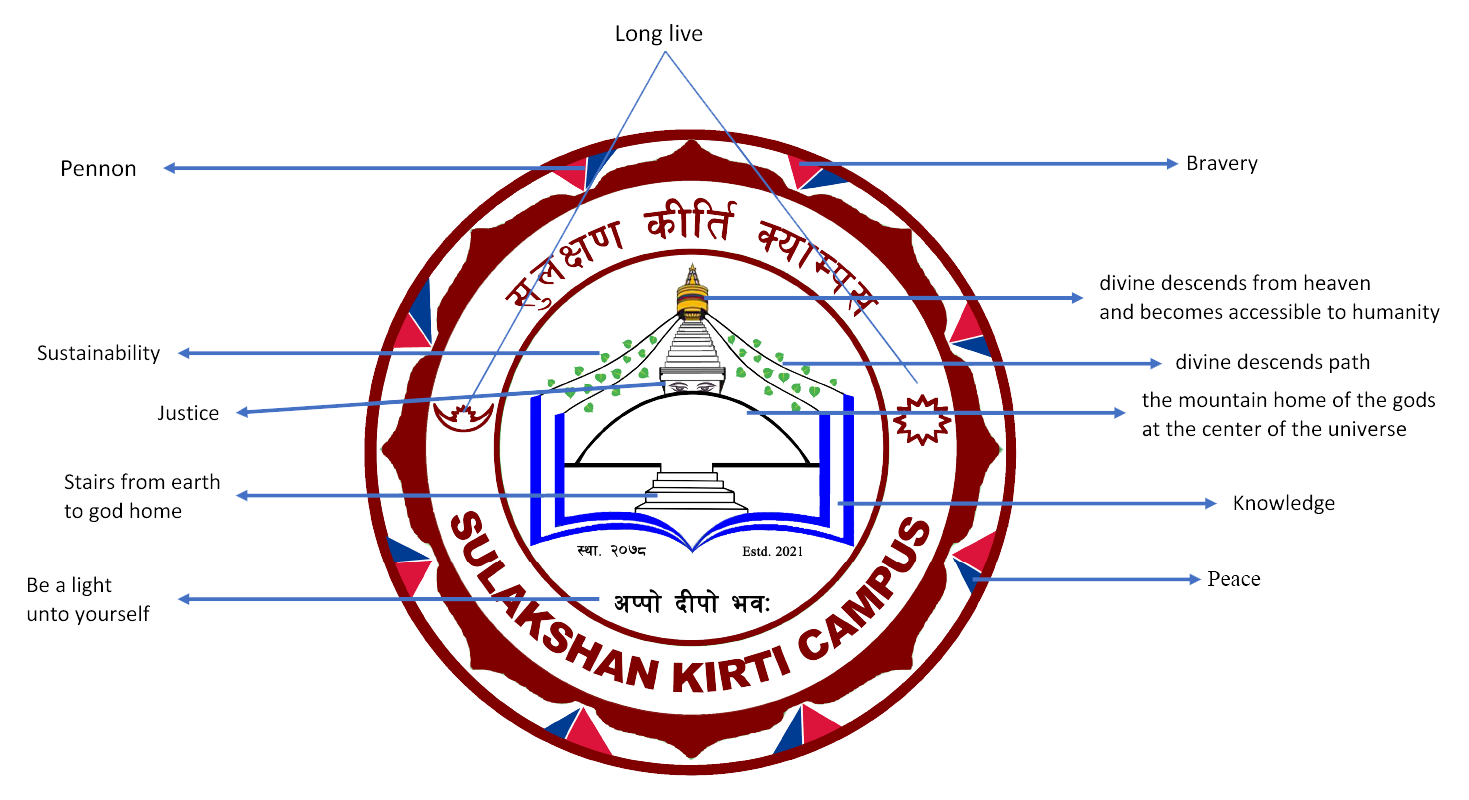 Long live
Pennon
Bravery
सुलक्षण कीर्ति क्याम्पस
divine descends from heaven
and becomes accessible to humanity
Sustainability
divine descends path
Justice
the mountain home of the gods
at the center of the universe
Stairs from earth
to god home
Knowledge
स्था. २०७८
Estd. 2021
Be a light
unto yourself
Peace
अप्पो दीपो भवः
SULAKSHAN KIRTI CAMPUS